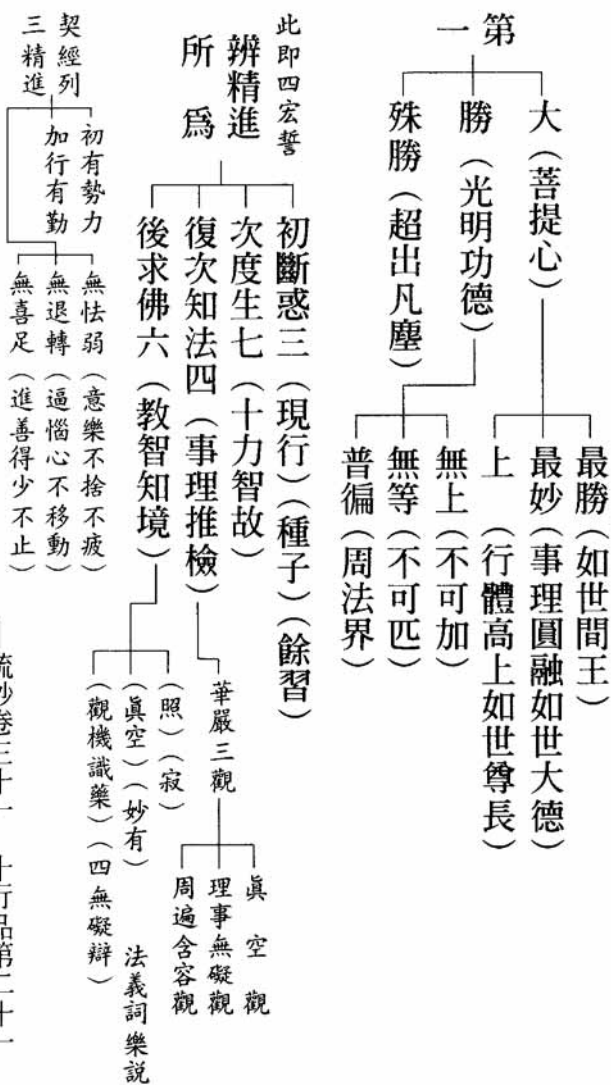 第一
大（菩提心）
勝（光明功德）
殊勝（超出凡塵）
最勝（如世間王）
最妙（事理圓融如世大德）
上（行體高上如世尊長）
無上（不可加）
無等（不可匹）
普徧（周法界）
此即四宏誓
辨精進
所為
初斷惑三（現行）（種子）（餘習）
次度生七（十力智故）
復次知法四（事理推檢）
後求佛六（教智知境）
華嚴三觀
眞空觀
理事無礙觀
周遍含容觀
（照）（寂）
（眞空）（妙有）
（觀機識藥）（四無礙辯）
法義詞樂說
契經列
三精進
初有勢力
加行有勤
無怯弱（意樂不捨不疲）
無退轉（逼惱心不移動）
無喜足（進善得少不止）
疏鈔卷三十一 十行品第二十一